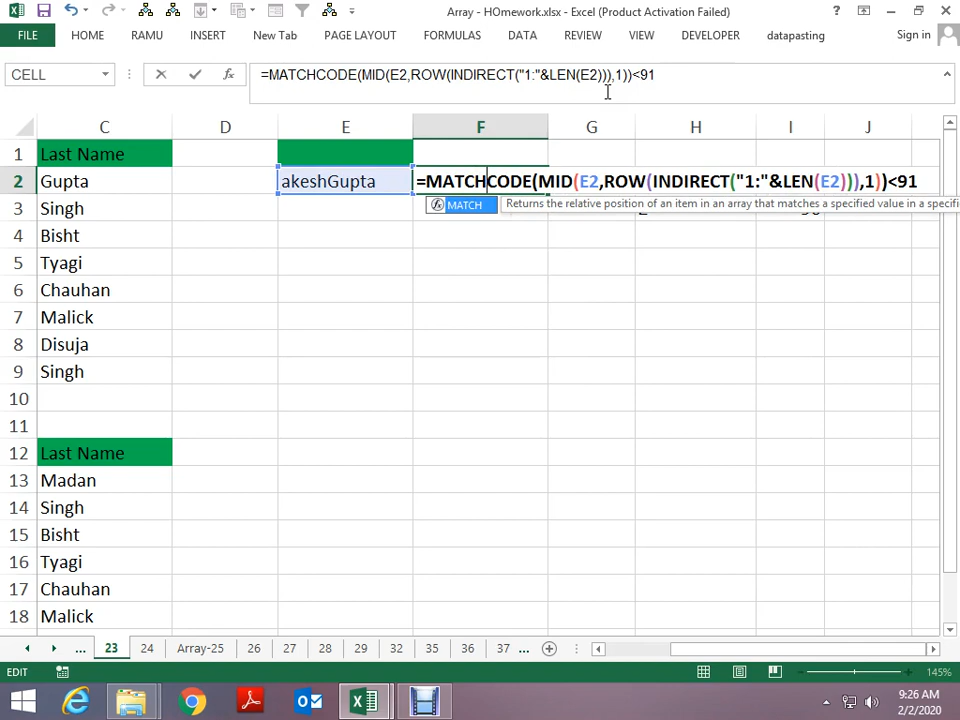 Array - HOmework.xlsx - Excel (Product Activation Failed)
?
FILE HOME RAMU INSERT New Tab PAGE LAYOUT FORMULAS DATA REVIEW VIEW DEVELOPER datapasting Sign in
CELL fx =MATCHCODE(MID(E2,ROW(INDIRECT("1:"&LEN(E2))),1))<91
C D E F G H I J
1 Last Name
2 Gupta akeshGupta =MATCHCODE(MID(E2,ROW(INDIRECT("1:"&LEN(E2))),1))<91
fx MATCH Returns the relative position of an item in an array that matches a specified value in a specifie
3 Singh
4 Bisht
5 Tyagi
6 Chauhan
7 Malick
8 Disuja
9 Singh
10
11
12 Last Name
13 Madan
14 Singh
15 Bisht
16 Tyagi
17 Chauhan
18 Malick
... 23 24 Array-25 26 27 28 29 32 35 36 37 ...
EDIT 145%
9:26 AM
2/2/2020